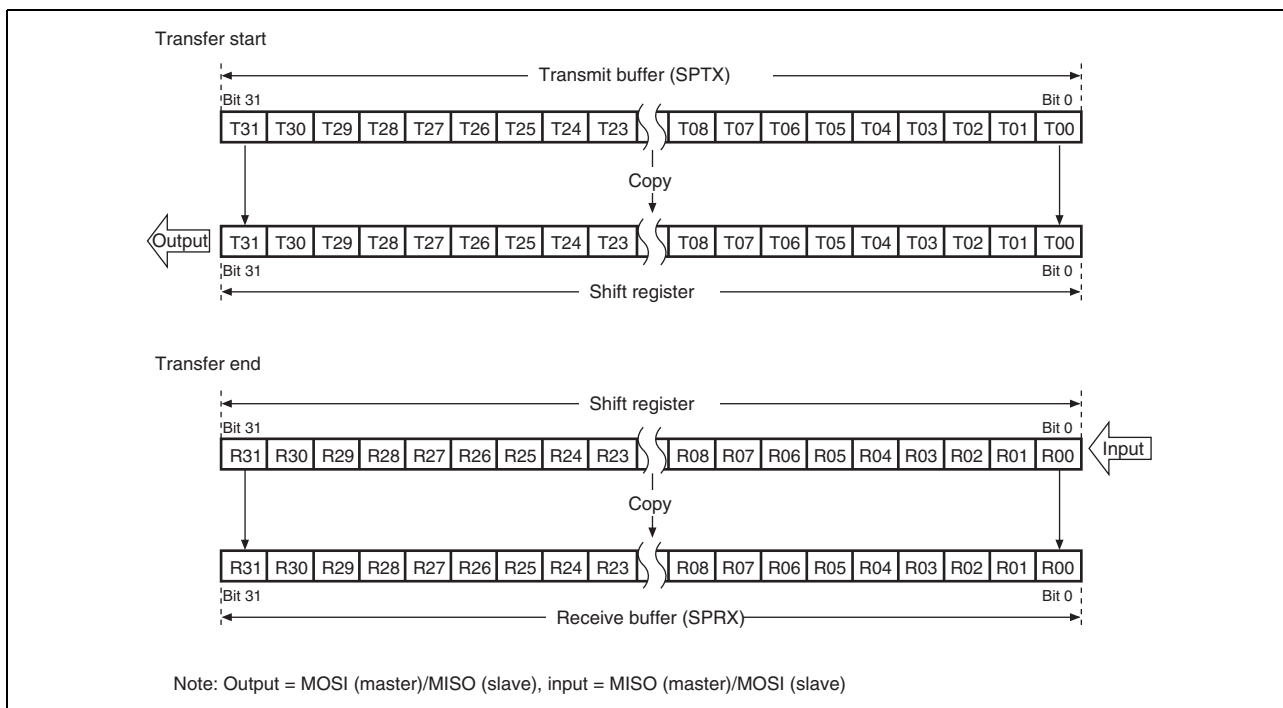 Transfer start
Transmit buffer (SPTX)
Bit 31 Bit 0
T31 T30 T29 T28 T27 T26 T25 T24 T23 T08 T07 T06 T05 T04 T03 T02 T01 T00
Copy
Output T31 T30 T29 T28 T27 T26 T25 T24 T23 T08 T07 T06 T05 T04 T03 T02 T01 T00
Bit 31 Bit 0
Shift register
Transfer end
Shift register
Bit 31 Bit 0
R31 R30 R29 R28 R27 R26 R25 R24 R23 R08 R07 R06 R05 R04 R03 R02 R01 R00 Input
Copy
R31 R30 R29 R28 R27 R26 R25 R24 R23 R08 R07 R06 R05 R04 R03 R02 R01 R00
Bit 31 Bit 0
Receive buffer (SPRX)
Note: Output = MOSI (master)/MISO (slave), input = MISO (master)/MOSI (slave)